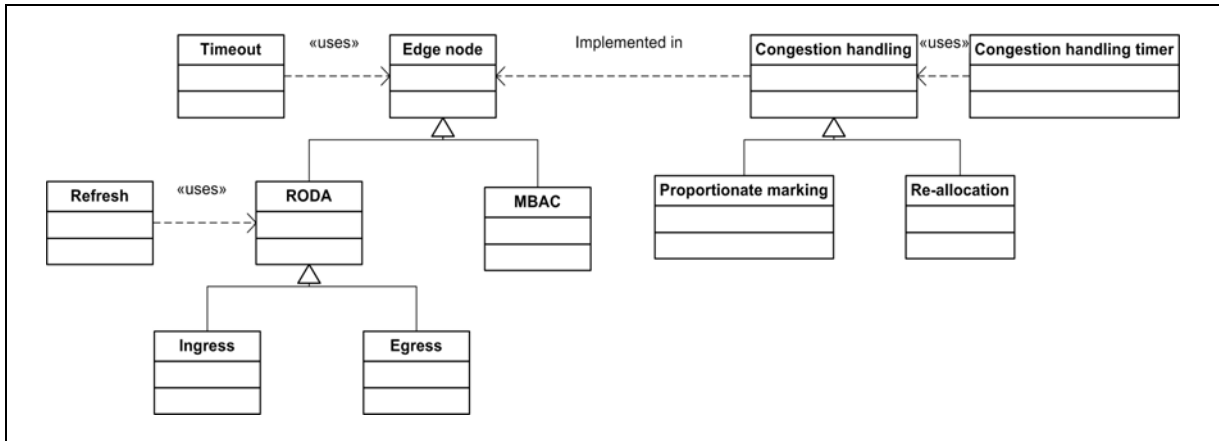 Timeout
«uses»
Edge node
Implemented in
Congestion handling
«uses»
Congestion handling timer
Refresh
«uses»
RODA
MBAC
Proportionate marking
Re-allocation
Ingress
Egress